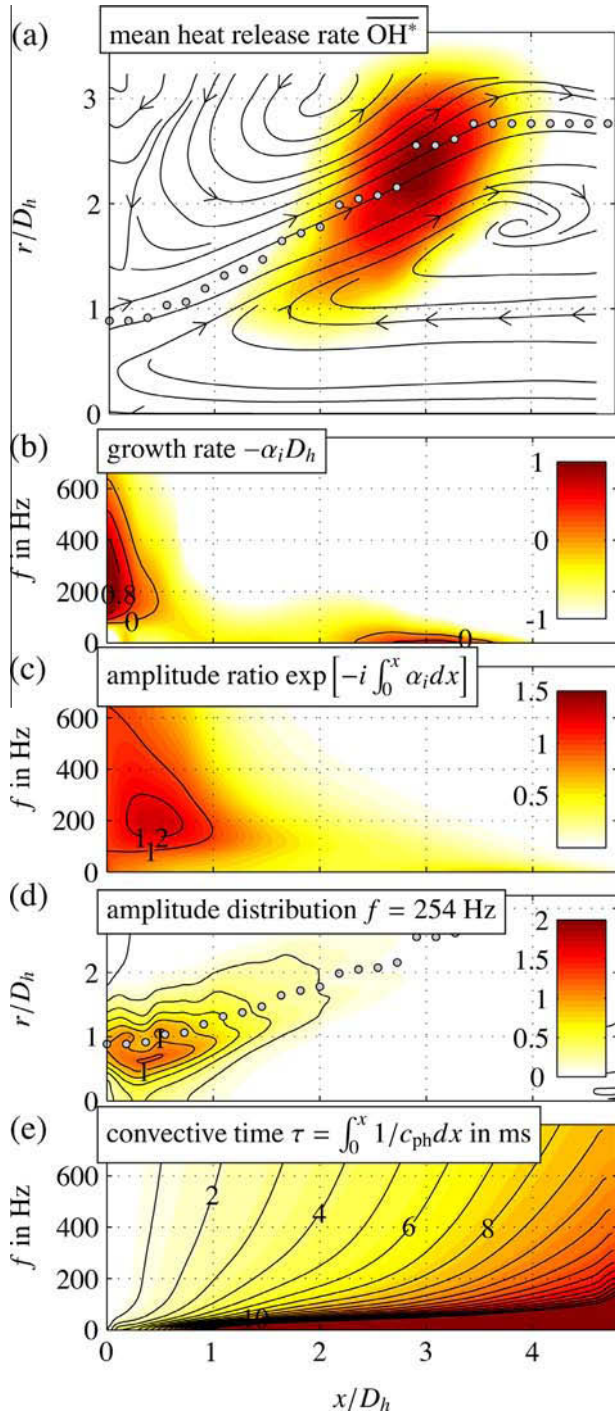 (a)
mean heat release rate \overline{OH*}
r/D_h
3
2
1
0
(b)
growth rate −α_i D_h
f in Hz
600
400
200
0
0.8
0
0
1
0
-1
(c)
amplitude ratio exp [−i ∫_0^x α_i dx]
f in Hz
600
400
200
0
1.2
1
1.5
1
0.5
(d)
amplitude distribution f = 254 Hz
r/D_h
2
1
0
1
1
2
1.5
1
0.5
0
(e)
convective time τ = ∫_0^x 1/c_ph dx in ms
f in Hz
600
400
200
0
2
4
6
8
10
0
1
2
3
4
x/D_h